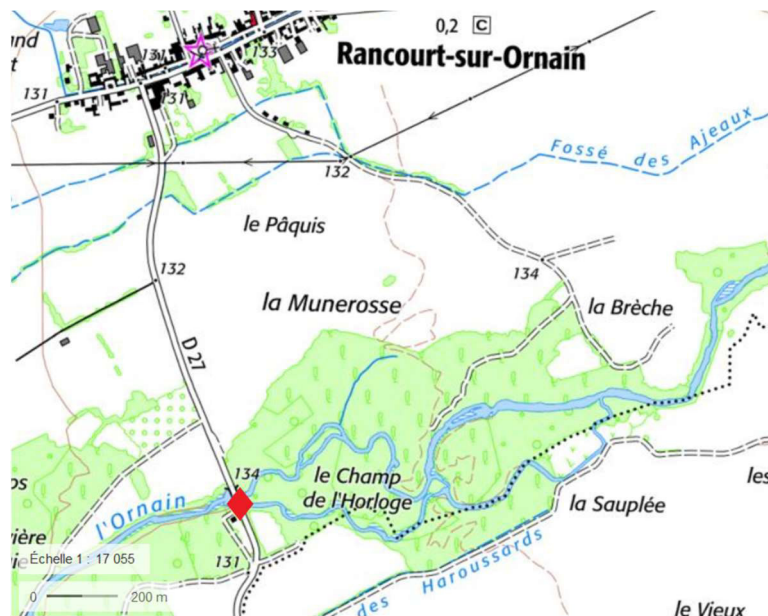 0,2 C
Rancourt-sur-Ornain
131
133
131
131
132
Fossé des Ajeaux
le Pâquis
132
134
la Munerosse
la Brèche
D 27
134
le Champ
de l'Horloge
l'Ornain
la Sauplée
131
Échelle 1 : 17 055
0 200 m
des Haroussards
le Vieux